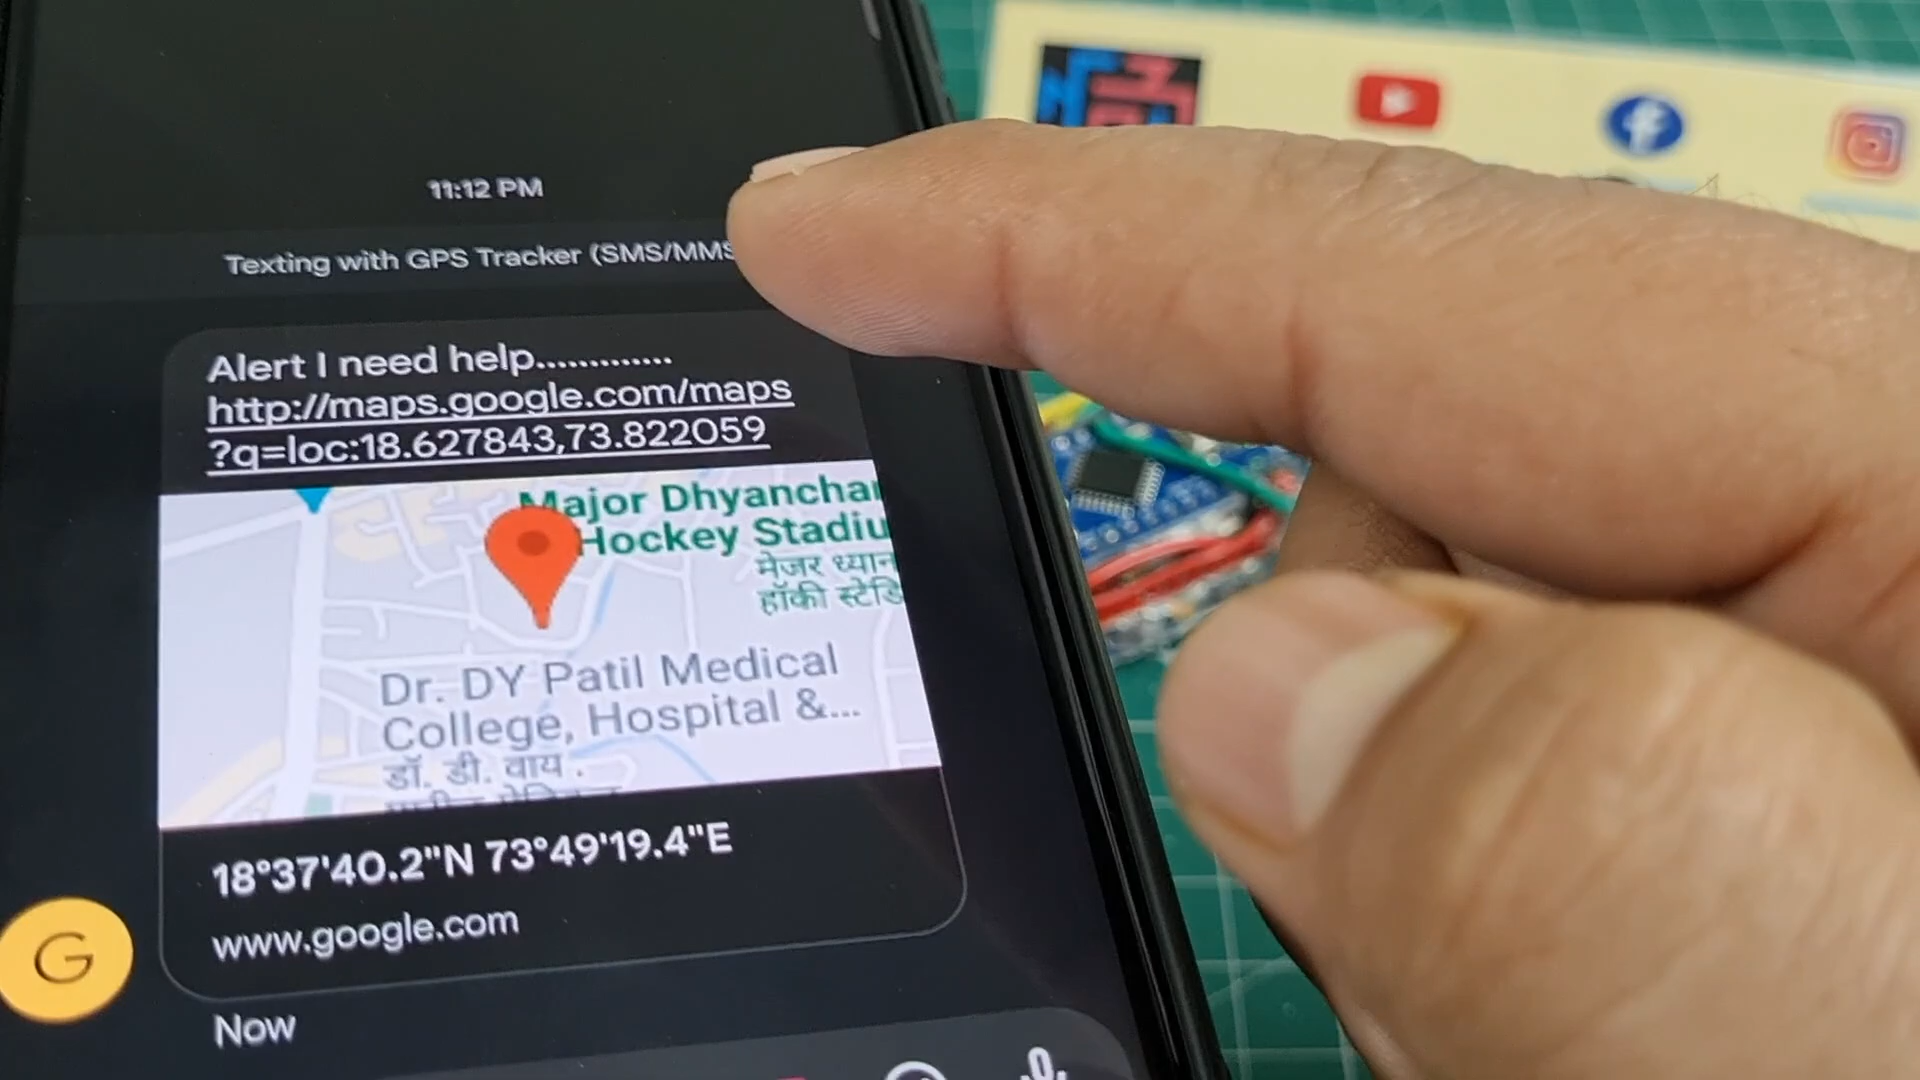 11:12 PM
Texting with GPS Tracker (SMS/MMS
Alert I need help.............
http://maps.google.com/maps
?q=loc:18.627843,73.822059
Major Dhyanchan
Hockey Stadiu
मेजर ध्यान
हॉकी स्टेडि
Dr. DY Patil Medical
College, Hospital &...
डॉ. डी. वाय .
18°37'40.2"N 73°49'19.4"E
www.google.com
G
Now